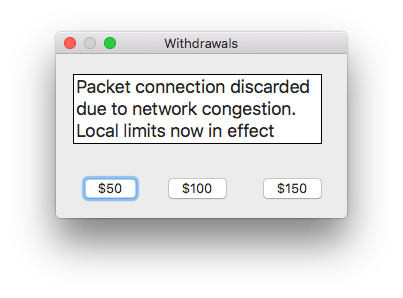 Withdrawals
Packet connection discarded
due to network congestion.
Local limits now in effect
$50 $100 $150